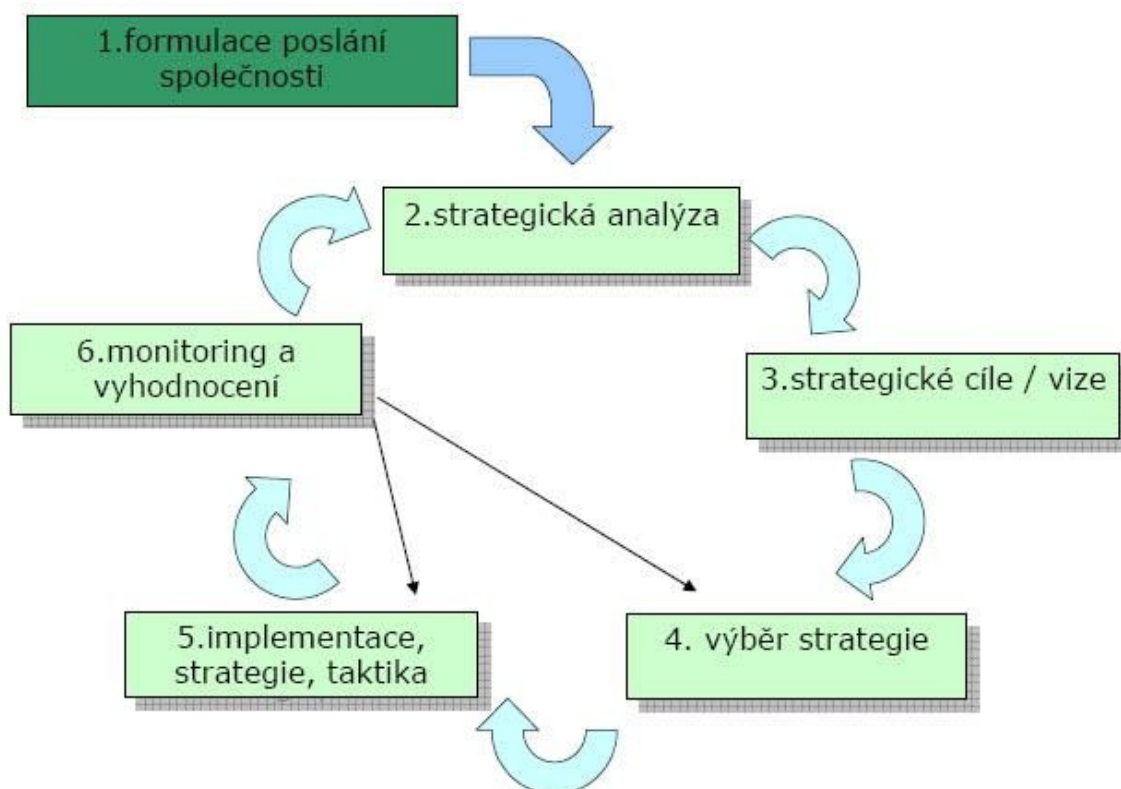 1.formulace poslání
společnosti
2.strategická analýza
3.strategické cíle / vize
4. výběr strategie
5.implementace,
strategie, taktika
6.monitoring a
vyhodnocení